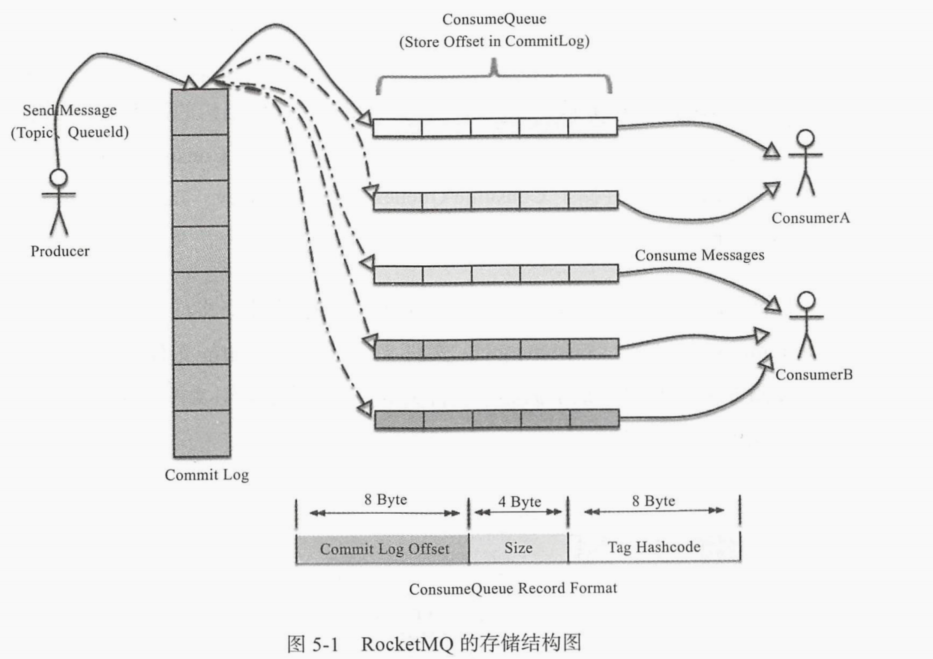 ConsumeQueue
(Store Offset in CommitLog)
Send Message
(Topic、QueueId)
Producer
ConsumerA
Consume Messages
ConsumerB
Commit Log
8 Byte
4 Byte
8 Byte
Commit Log Offset
Size
Tag Hashcode
ConsumeQueue Record Format
图 5-1 RocketMQ 的存储结构图